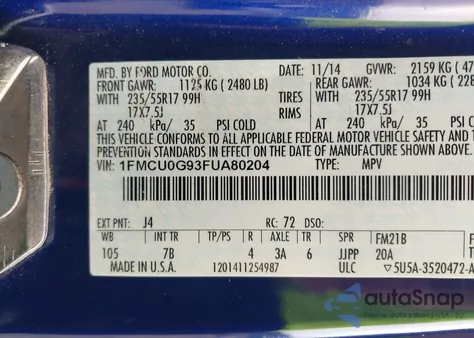 MFD. BY FORD MOTOR CO. 11/14 GVWR: 2159 KG (47
FRONT GAWR: 1125 KG (2480 LB) REAR GAWR: 1034 KG (228
WITH 235/55R17 99H TIRES WITH 235/55R17 99H
17X7.5J RIMS 17X7.5J
AT 240 kPa/ 35 PSI COLD AT 240 kPa/ 35 PSI
THIS VEHICLE CONFORMS TO ALL APPLICABLE FEDERAL MOTOR VEHICLE SAFETY
PREVENTION STANDARDS IN EFFECT ON THE DATE OF MANUFACTURE SHOWN ABOV
VIN: 1FMCU0G93FUA80204 TYPE: MPV
EXT PNT: J4 RC: 72 DSO:
WB INT TR TP/PS R AXLE TR SPR FM21B
105 7B 4 3A 6 JJPP 20A
MADE IN U.S.A. 1201411254987 ULC 5U5A-3520472-A
autoSnap